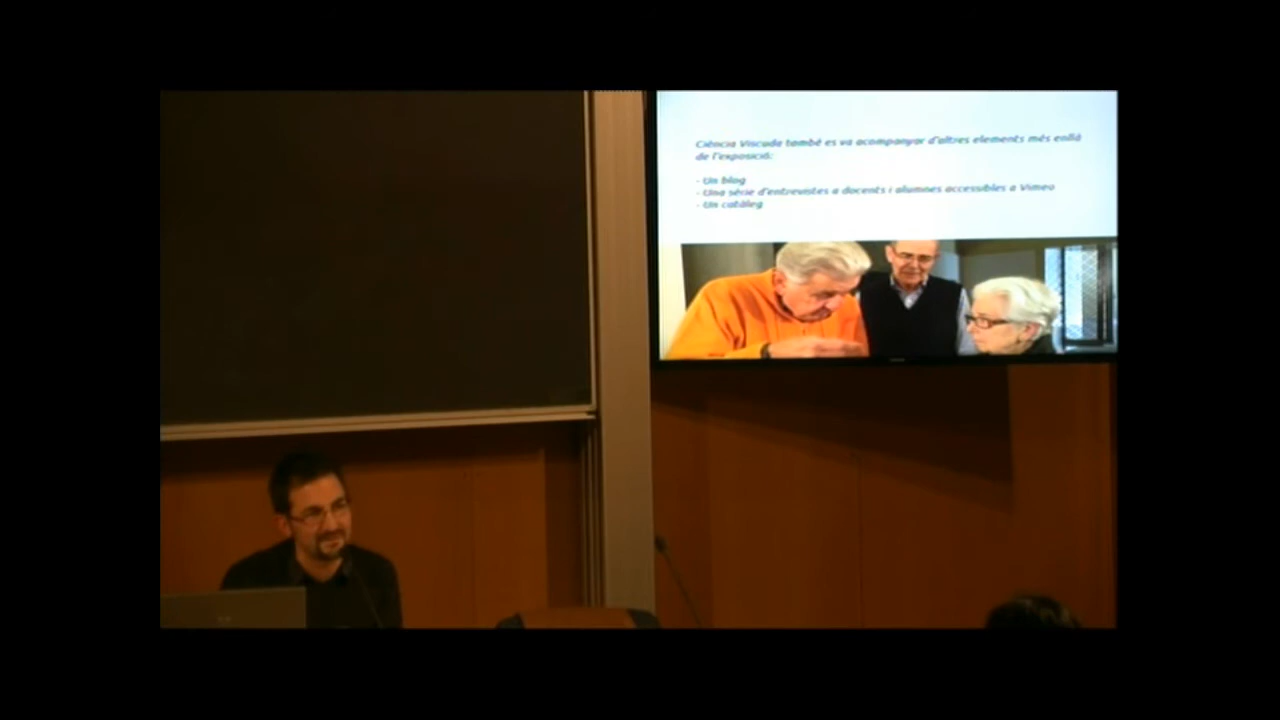 Ciència Viscuda també es va acompanyar d'altres elements més enllà
de l'exposició:
- Un blog
- Una sèrie d'entrevistes a docents i alumnes accessibles a Vimeo
- Un catàleg